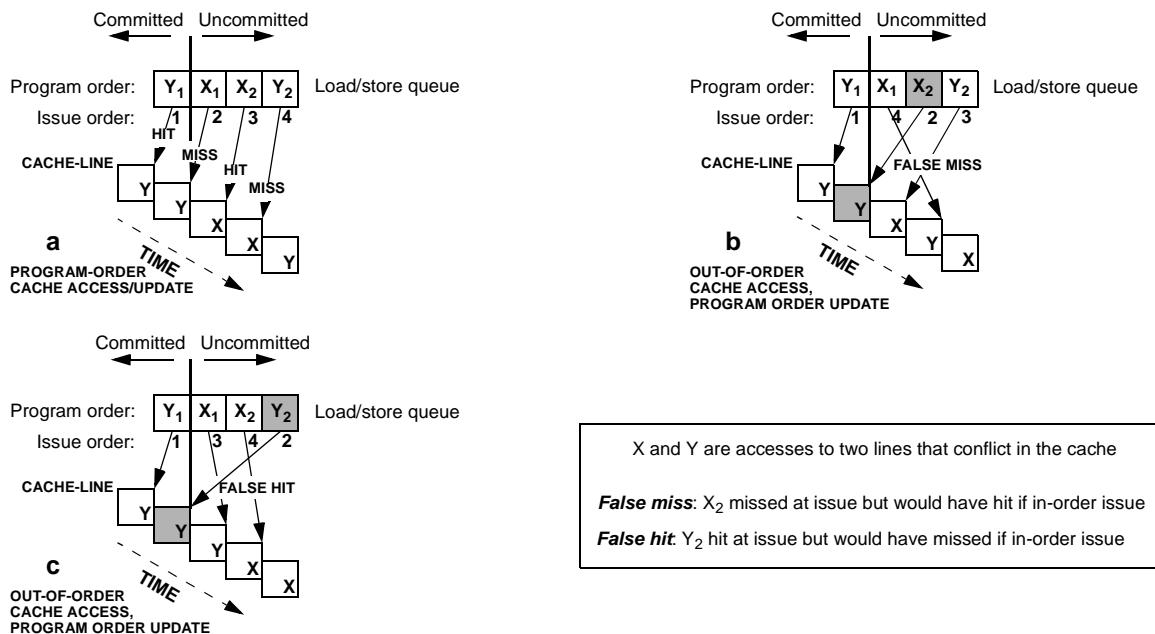 Committed Uncommitted
Program order: Y1 X1 X2 Y2 Load/store queue
Issue order: 1 2 3 4
HIT
MISS
HIT
MISS
CACHE-LINE
Y
Y
X
X
Y
a
TIME
PROGRAM-ORDER
CACHE ACCESS/UPDATE
Committed Uncommitted
Program order: Y1 X1 X2 Y2 Load/store queue
Issue order: 1 4 2 3
CACHE-LINE
FALSE MISS
Y
Y
X
Y
X
b
TIME
OUT-OF-ORDER
CACHE ACCESS,
PROGRAM ORDER UPDATE
Committed Uncommitted
Program order: Y1 X1 X2 Y2 Load/store queue
Issue order: 1 3 4 2
CACHE-LINE
FALSE HIT
Y
Y
Y
X
X
c
TIME
OUT-OF-ORDER
CACHE ACCESS,
PROGRAM ORDER UPDATE
X and Y are accesses to two lines that conflict in the cache
False miss: X2 missed at issue but would have hit if in-order issue
False hit: Y2 hit at issue but would have missed if in-order issue